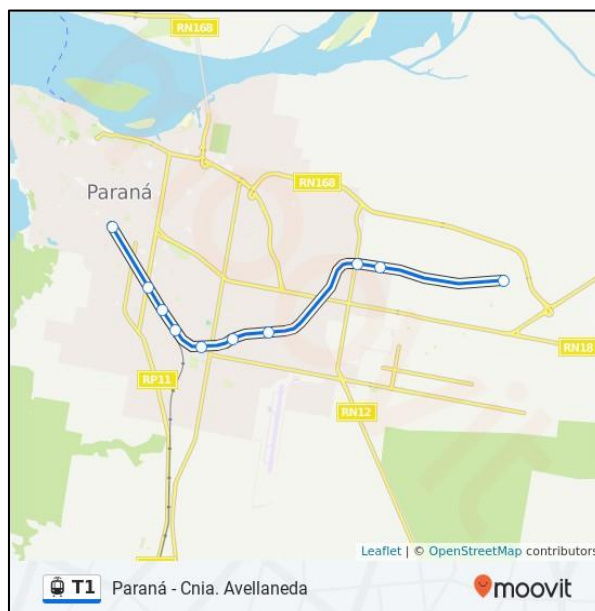 RN168
Paraná
RN168
RN18
RP11
RN12
Leaflet | © OpenStreetMap contributors
T1 Paraná - Cnia. Avellaneda
moovit